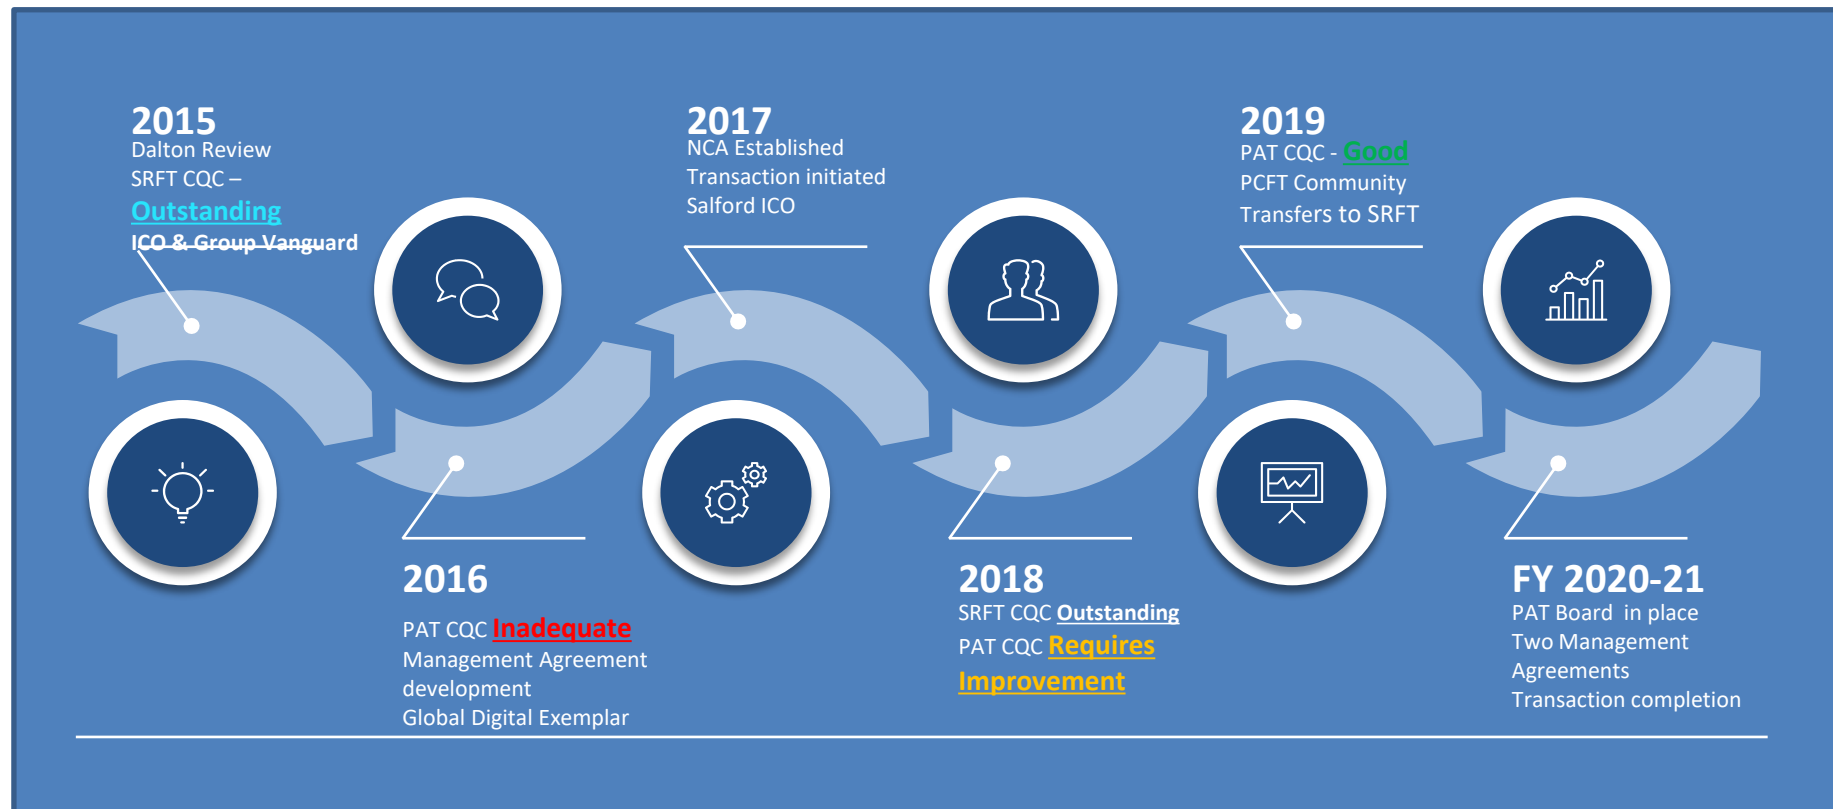 2015
Dalton Review
SRFT CQC –
Outstanding
ICO & Group Vanguard
2016
PAT CQC Inadequate
Management Agreement
development
Global Digital Exemplar
2017
NCA Established
Transaction initiated
Salford ICO
2018
SRFT CQC Outstanding
PAT CQC Requires
Improvement
2019
PAT CQC - Good
PCFT Community
Transfers to SRFT
FY 2020-21
PAT Board in place
Two Management
Agreements
Transaction completion